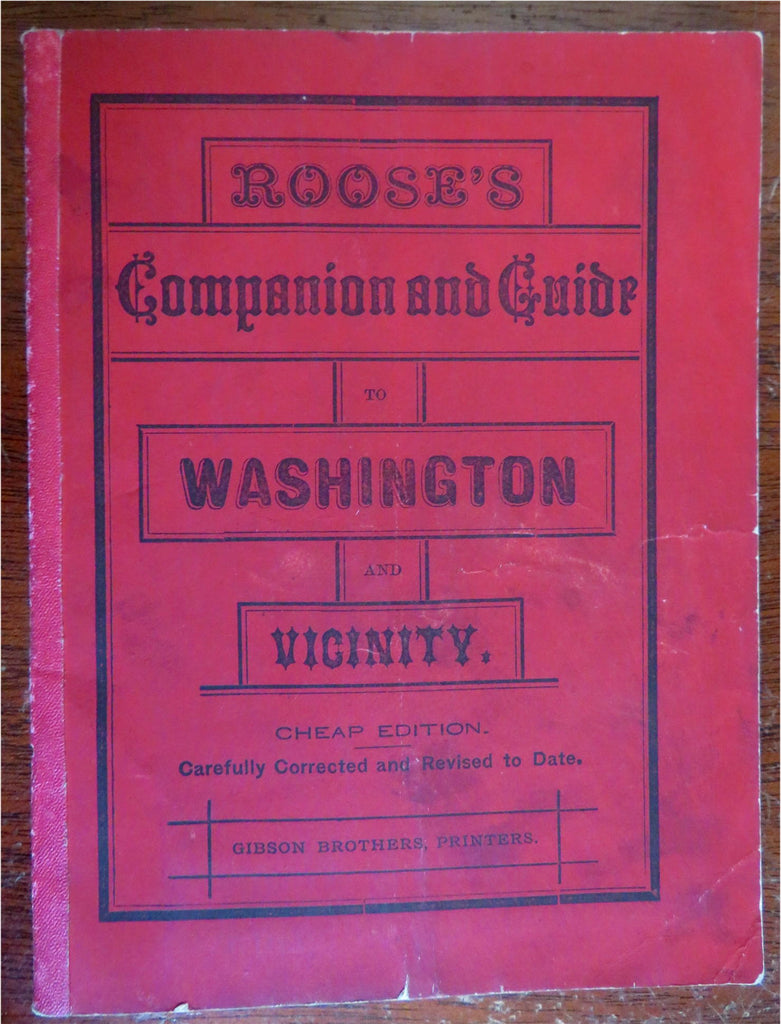 ROOSE'S
Companion and Guide
TO
WASHINGTON
AND
VICINITY.
CHEAP EDITION.
Carefully Corrected and Revised to Date.
GIBSON BROTHERS, PRINTERS.